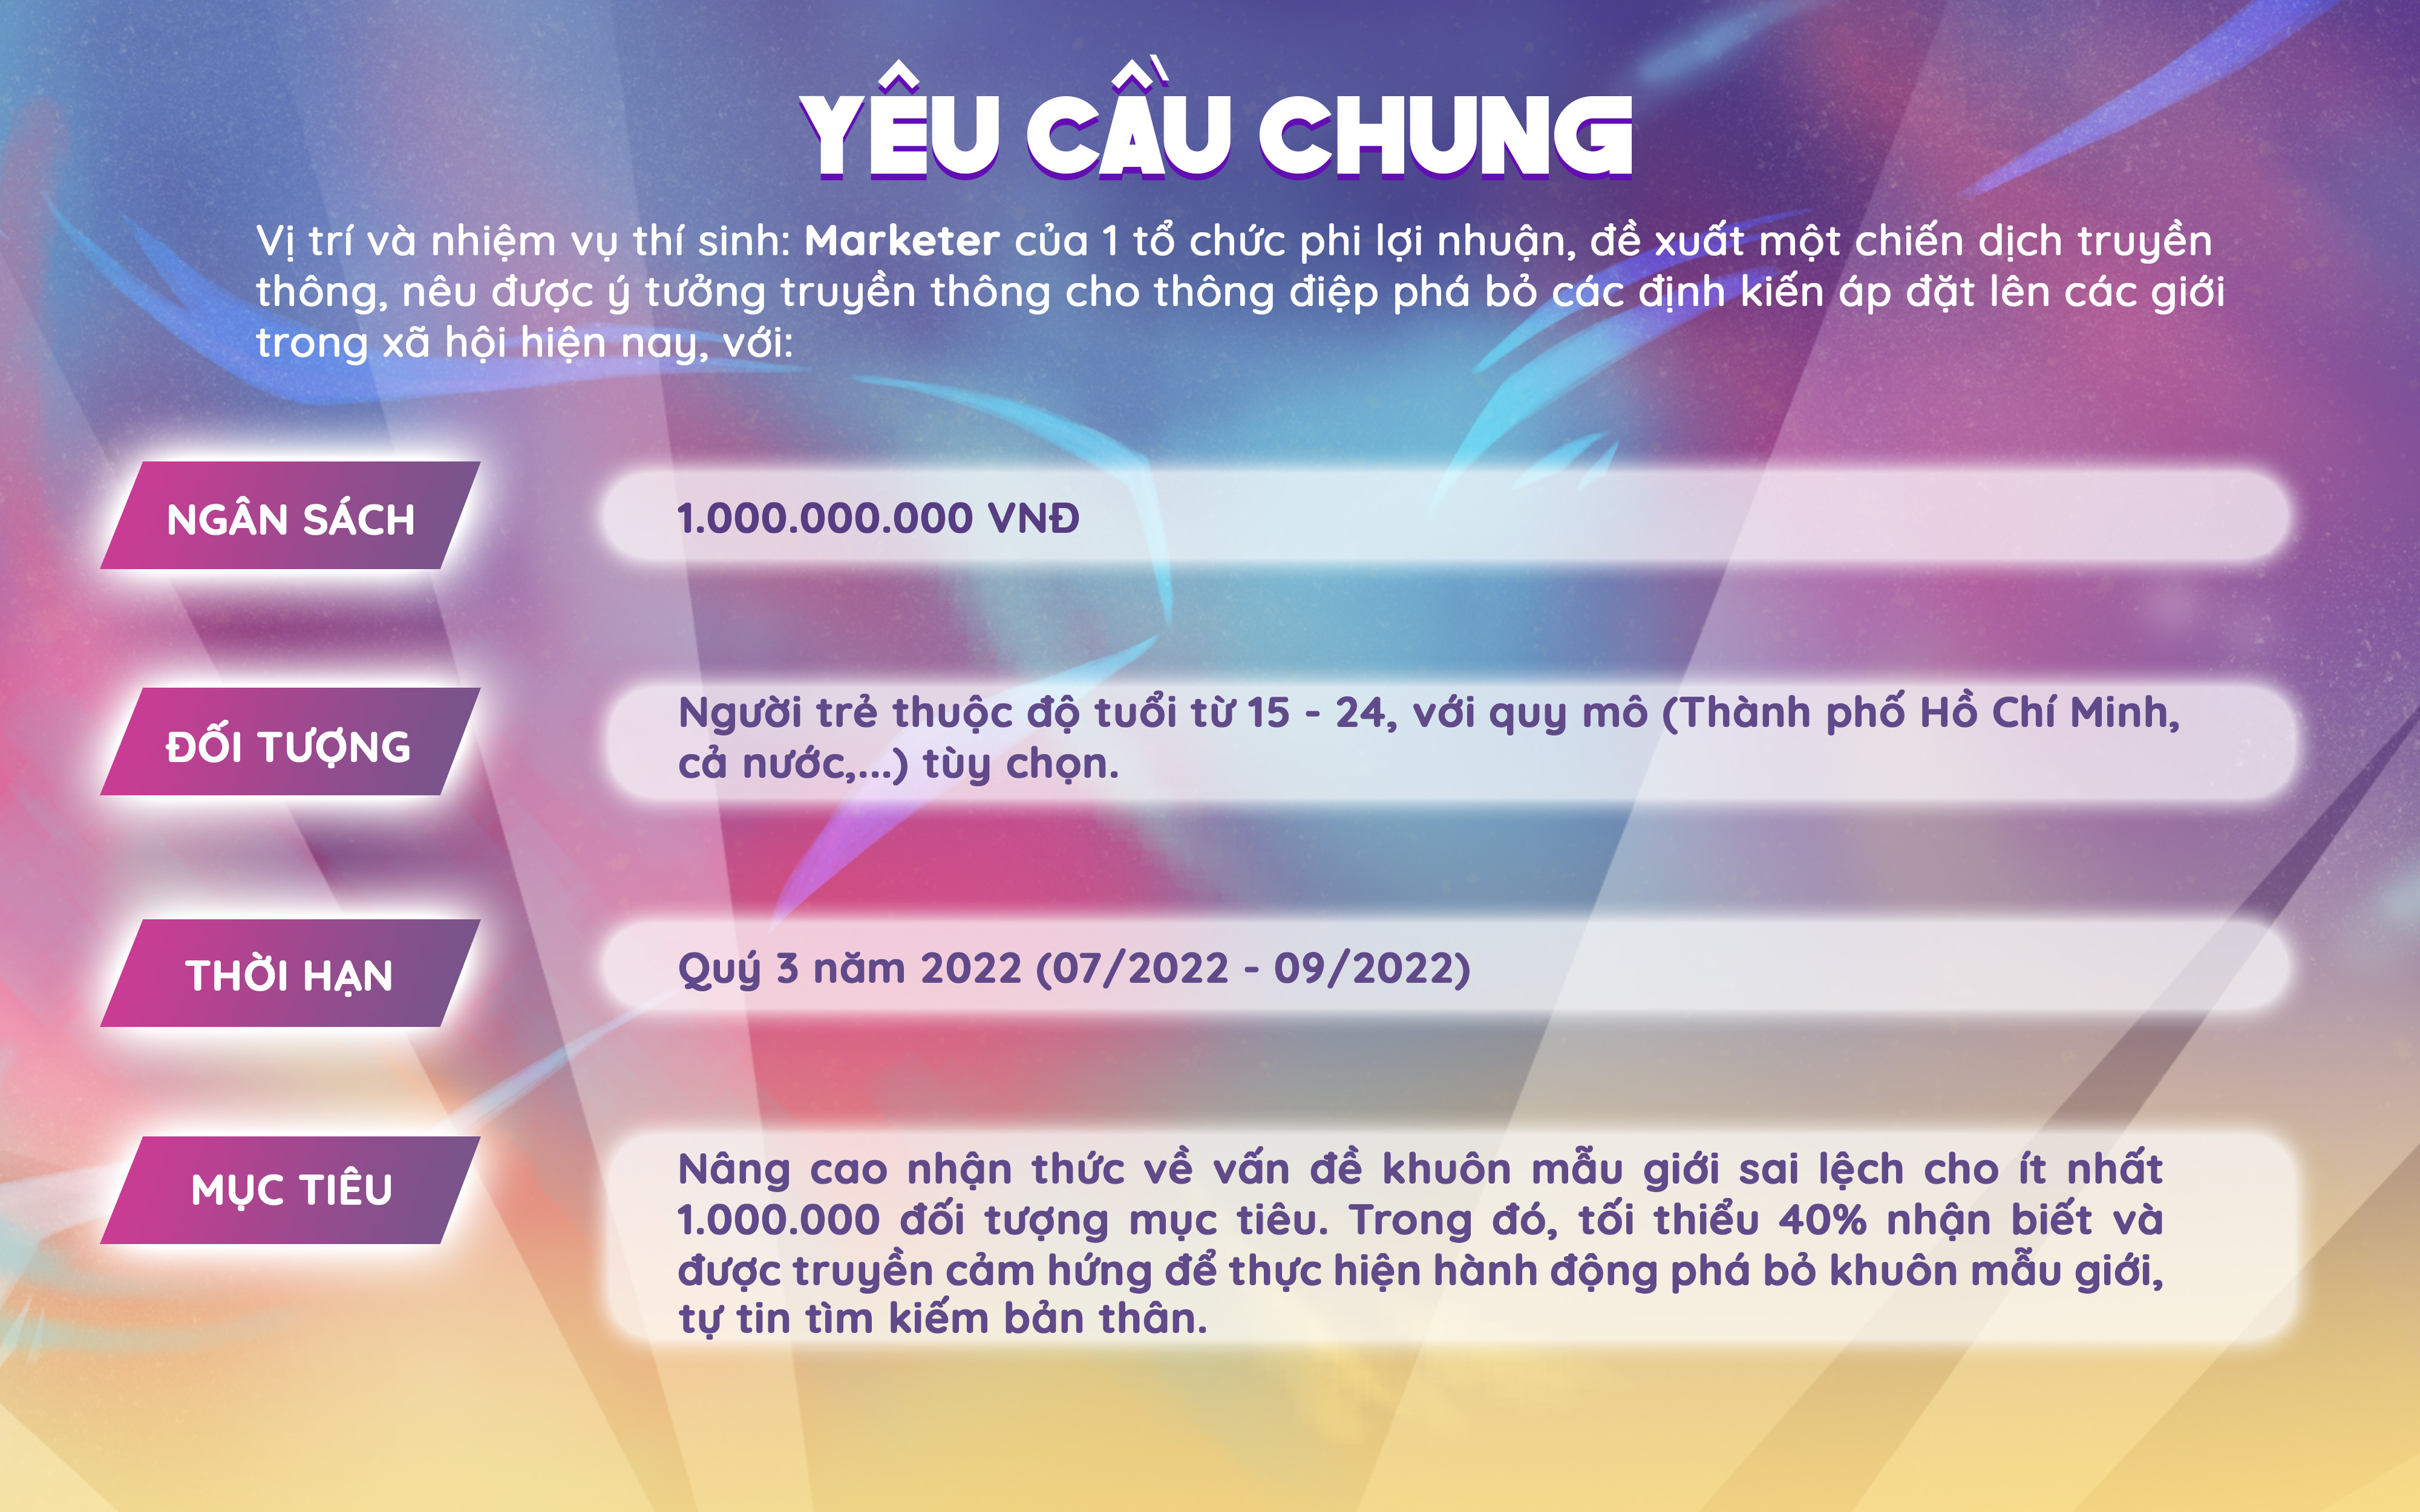 YÊU CẦU CHUNG
Vị trí và nhiệm vụ thí sinh: Marketer của 1 tổ chức phi lợi nhuận, đề xuất một chiến dịch truyền
thông, nêu được ý tưởng truyền thông cho thông điệp phá bỏ các định kiến áp đặt lên các giới
trong xã hội hiện nay, với:
NGÂN SÁCH
1.000.000.000 VNĐ
ĐỐI TƯỢNG
Người trẻ thuộc độ tuổi từ 15 - 24, với quy mô (Thành phố Hồ Chí Minh,
cả nước,...) tùy chọn.
THỜI HẠN
Quý 3 năm 2022 (07/2022 - 09/2022)
MỤC TIÊU
Nâng cao nhận thức về vấn đề khuôn mẫu giới sai lệch cho ít nhất
1.000.000 đối tượng mục tiêu. Trong đó, tối thiểu 40% nhận biết và
được truyền cảm hứng để thực hiện hành động phá bỏ khuôn mẫu giới,
tự tin tìm kiếm bản thân.